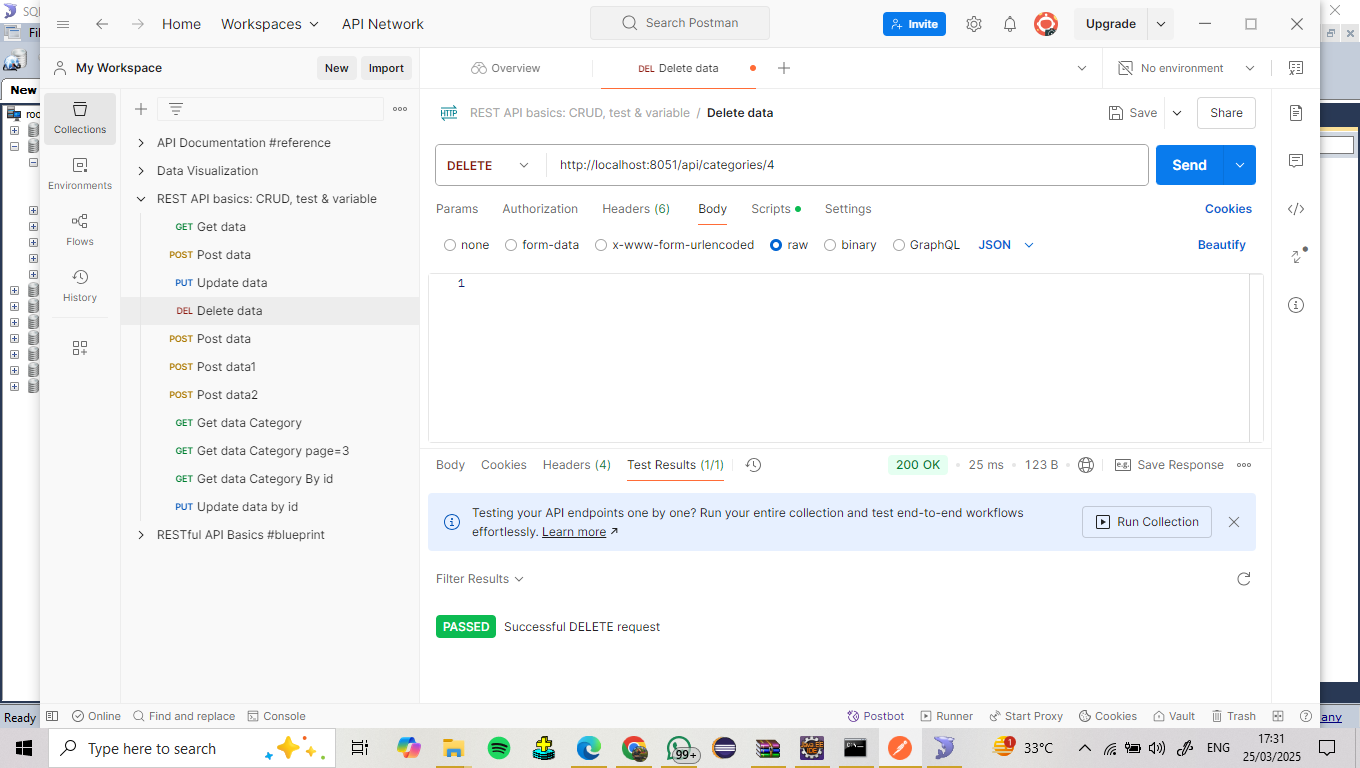 SQ
Home
Workspaces
API Network
Search Postman
Invite
Upgrade
Fil
My Workspace
New
Import
Overview
DEL Delete data
No environment
New
Collections
HTTP
REST API basics: CRUD, test & variable / Delete data
Save
Share
roo
API Documentation #reference
Data Visualization
REST API basics: CRUD, test & variable
GET Get data
POST Post data
PUT Update data
DEL Delete data
POST Post data
POST Post data1
POST Post data2
GET Get data Category
GET Get data Category page=3
GET Get data Category By id
PUT Update data by id
RESTful API Basics #blueprint
Environments
Flows
History
DELETE
http://localhost:8051/api/categories/4
Send
Params
Authorization
Headers (6)
Body
Scripts
Settings
Cookies
none
form-data
x-www-form-urlencoded
raw
binary
GraphQL
JSON
Beautify
1
Body
Cookies
Headers (4)
Test Results (1/1)
200 OK
25 ms
123 B
e.g.
Save Response
Testing your API endpoints one by one? Run your entire collection and test end-to-end workflows
effortlessly. Learn more
Run Collection
Filter Results
PASSED
Successful DELETE request
Ready
Online
Find and replace
Console
Postbot
Runner
Start Proxy
Cookies
Vault
Trash
any
Type here to search
99+
1
33°C
ENG
17:31
25/03/2025